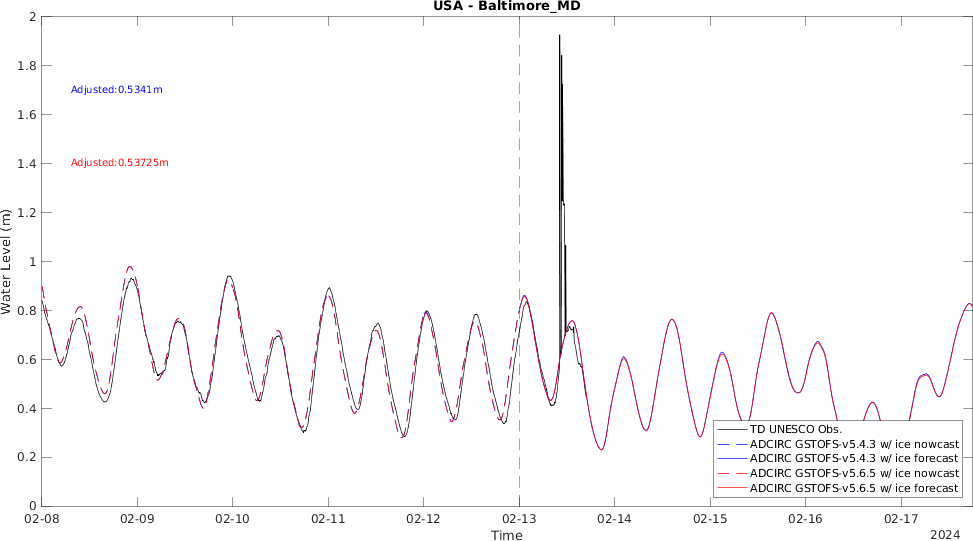 USA - Baltimore_MD
2
1.8
1.6
1.4
1.2
1
0.8
0.6
0.4
0.2
0
Water Level (m)
Adjusted:0.5341m
Adjusted:0.53725m
TD UNESCO Obs.
ADCIRC GSTOFS-v5.4.3 w/ ice nowcast
ADCIRC GSTOFS-v5.4.3 w/ ice forecast
ADCIRC GSTOFS-v5.6.5 w/ ice nowcast
ADCIRC GSTOFS-v5.6.5 w/ ice forecast
02-08 02-09 02-10 02-11 02-12 02-13 02-14 02-15 02-16 02-17
Time
2024